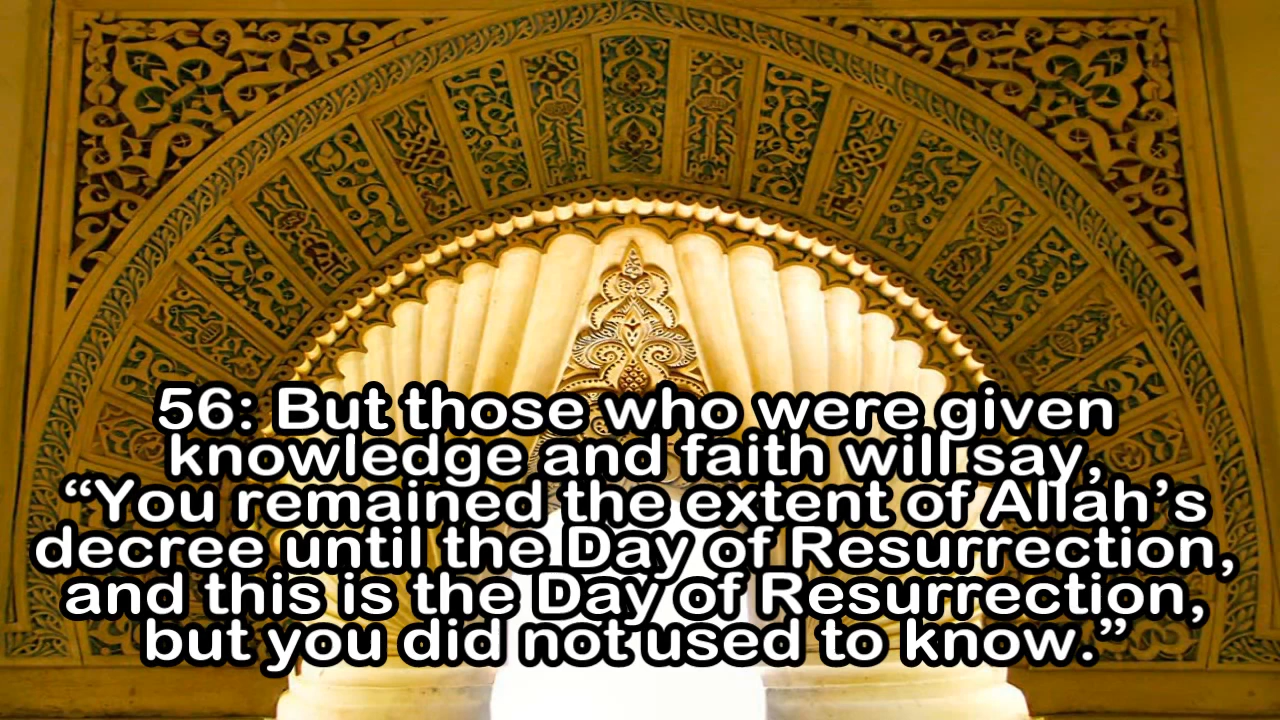 56: But those who were given
knowledge and faith will say,
“You remained the extent of Allah’s
decree until the Day of Resurrection,
and this is the Day of Resurrection,
but you did not used to know.”